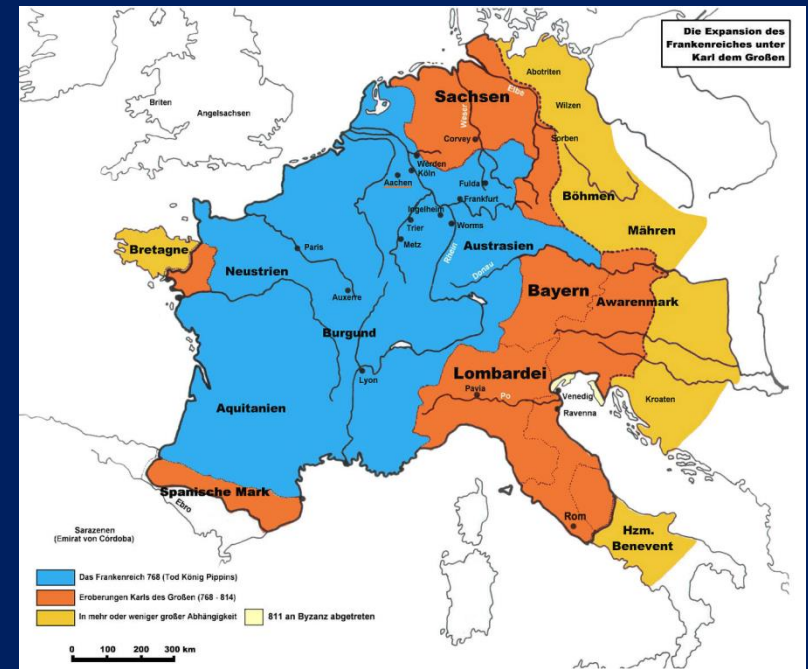 Die Expansion des
Frankenreiches unter
Karl dem Großen
Briten
Angelsachsen
Abotriten
Wilzen
Sorben
Sachsen
Elbe
Weser
Corvey
Werden
Köln
Aachen
Fulda
Frankfurt
Ingelheim
Trier
Worms
Metz
Rhein
Austrasien
Böhmen
Mähren
Bretagne
Neustrien
Paris
Auxerre
Donau
Bayern
Awarenmark
Burgund
Lyon
Lombardei
Pavia
Po
Venedig
Ravenna
Kroaten
Aquitanien
Spanische Mark
Ebro
Sarazenen
(Emirat von Córdoba)
Rom
Hzm.
Benevent
Das Frankenreich 768 (Tod König Pippins)
Eroberungen Karls des Großen (768 - 814)
In mehr oder weniger großer Abhängigkeit
811 an Byzanz abgetreten
0 100 300 km